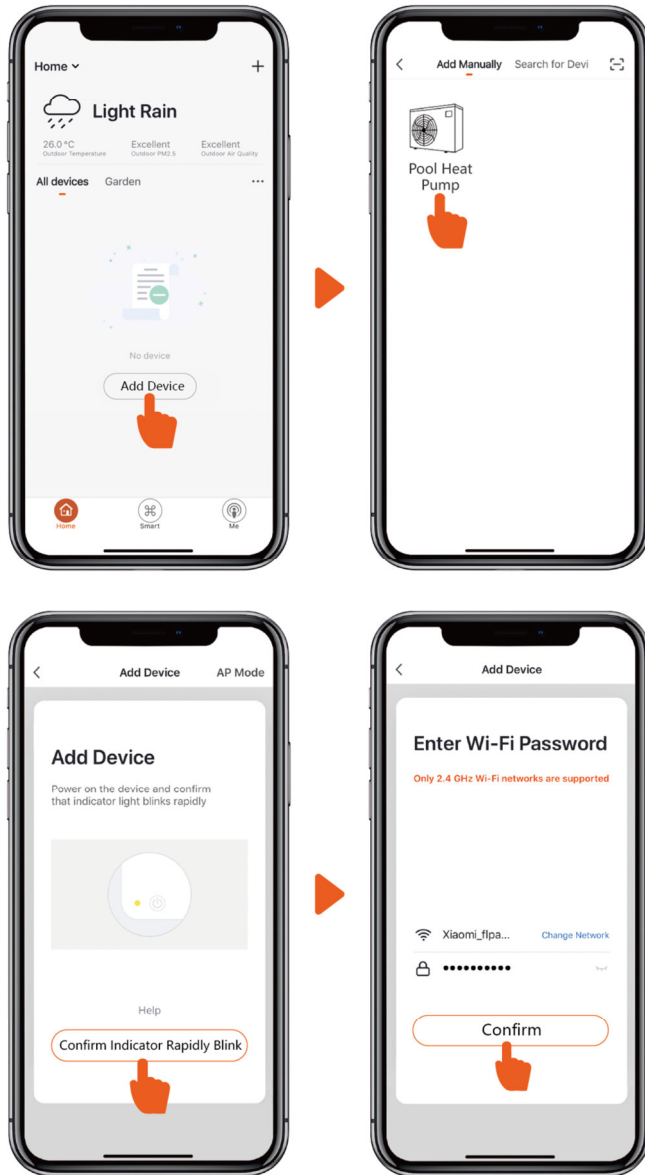 Home
Light Rain
26.0 °C Excellent Excellent
Outdoor Temperature Outdoor PM2.5 Outdoor Air Quality
All devices Garden
No device
Add Device
Home Smart Me
Add Manually Search for Devi
Pool Heat
Pump
Add Device AP Mode
Add Device
Power on the device and confirm
that indicator light blinks rapidly
Help
Confirm Indicator Rapidly Blink
Add Device
Enter Wi-Fi Password
Only 2.4 GHz Wi-Fi networks are supported
Xiaomi_flpa... Change Network
Confirm